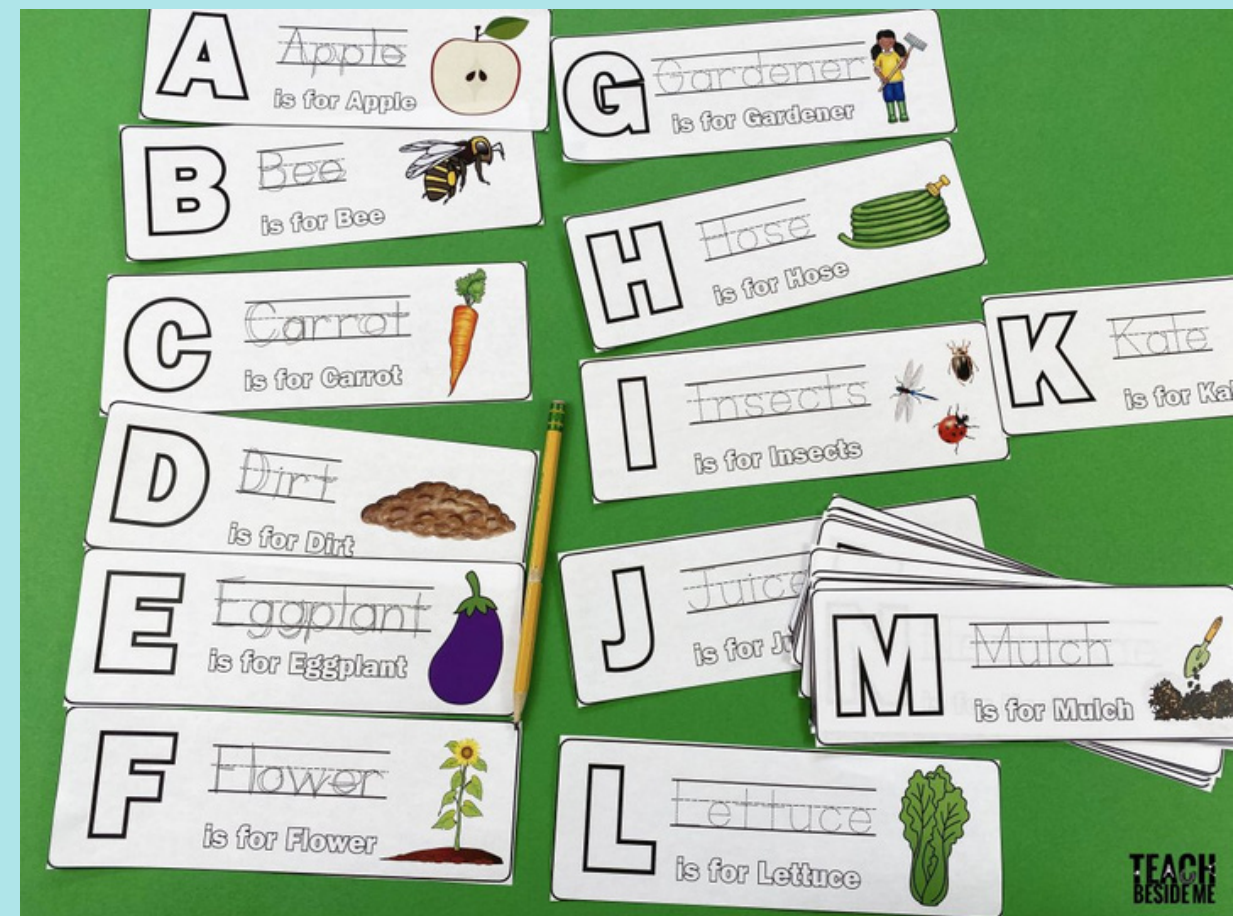 A
Apple
is for Apple
B
Bee
is for Bee
C
Carrot
is for Carrot
D
Dirt
is for Dirt
E
Eggplant
is for Eggplant
F
Flower
is for Flower
G
Gardener
is for Gardener
H
Hose
is for Hose
I
Insects
is for Insects
J
Juice
is for Ju
K
Kale
is for Kal
L
Lettuce
is for Lettuce
M
Mulch
is for Mulch
TEACH
BESIDE ME